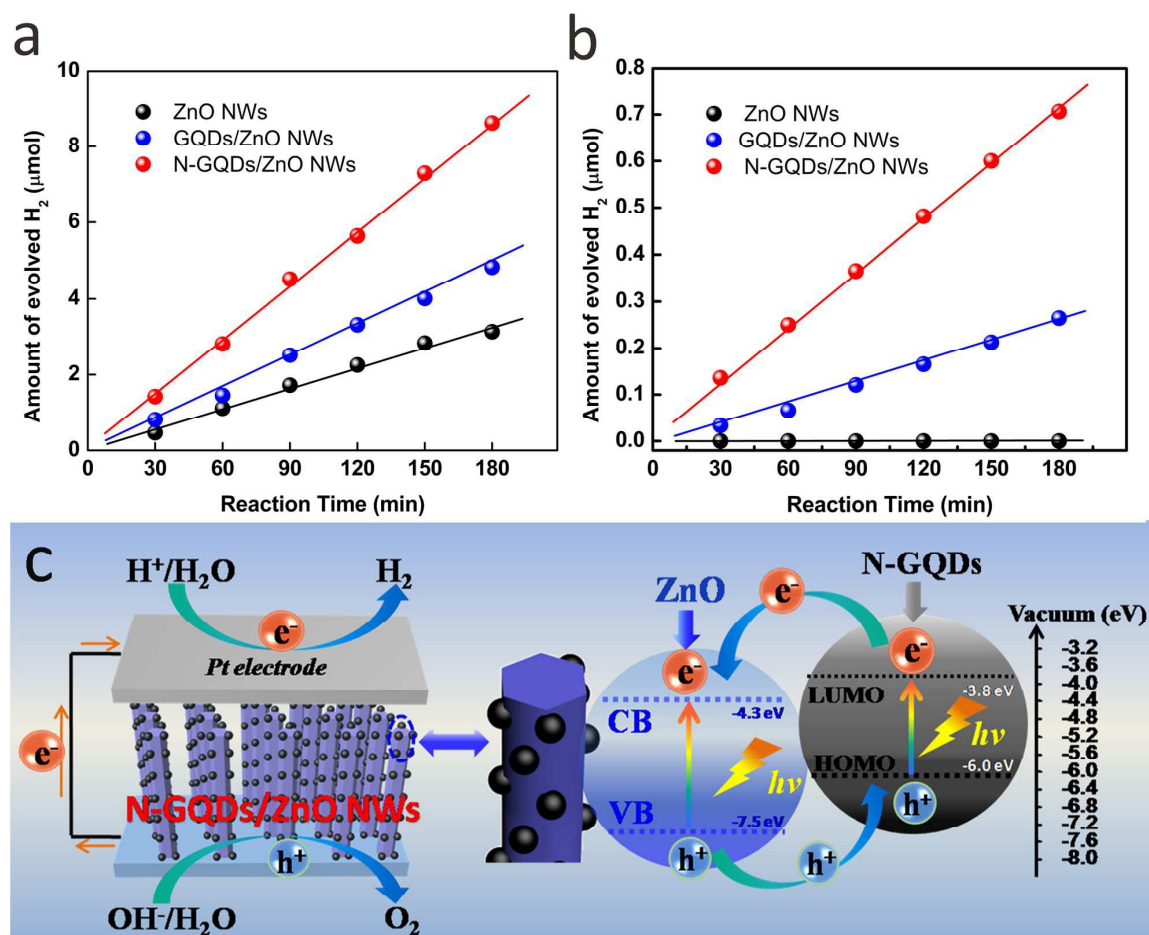 a
Amount of evolved H₂ (μmol)
10
8
6
4
2
0
ZnO NWs
GQDs/ZnO NWs
N-GQDs/ZnO NWs
0 30 60 90 120 150 180
Reaction Time (min)
b
Amount of evolved H₂ (μmol)
0.8
0.7
0.6
0.5
0.4
0.3
0.2
0.1
0.0
ZnO NWs
GQDs/ZnO NWs
N-GQDs/ZnO NWs
0 30 60 90 120 150 180
Reaction Time (min)
c
H⁺/H₂O
H₂
e⁻
Pt electrode
e⁻
N-GQDs/ZnO NWs
h⁺
OH⁻/H₂O
O₂
ZnO
e⁻
e⁻
CB
-4.3 eV
hν
VB
-7.5 eV
h⁺
h⁺
N-GQDs
e⁻
LUMO
-3.8 eV
hν
HOMO
-6.0 eV
h⁺
Vacuum (eV)
-3.2
-3.6
-4.0
-4.4
-4.8
-5.2
-5.6
-6.0
-6.4
-6.8
-7.2
-7.6
-8.0